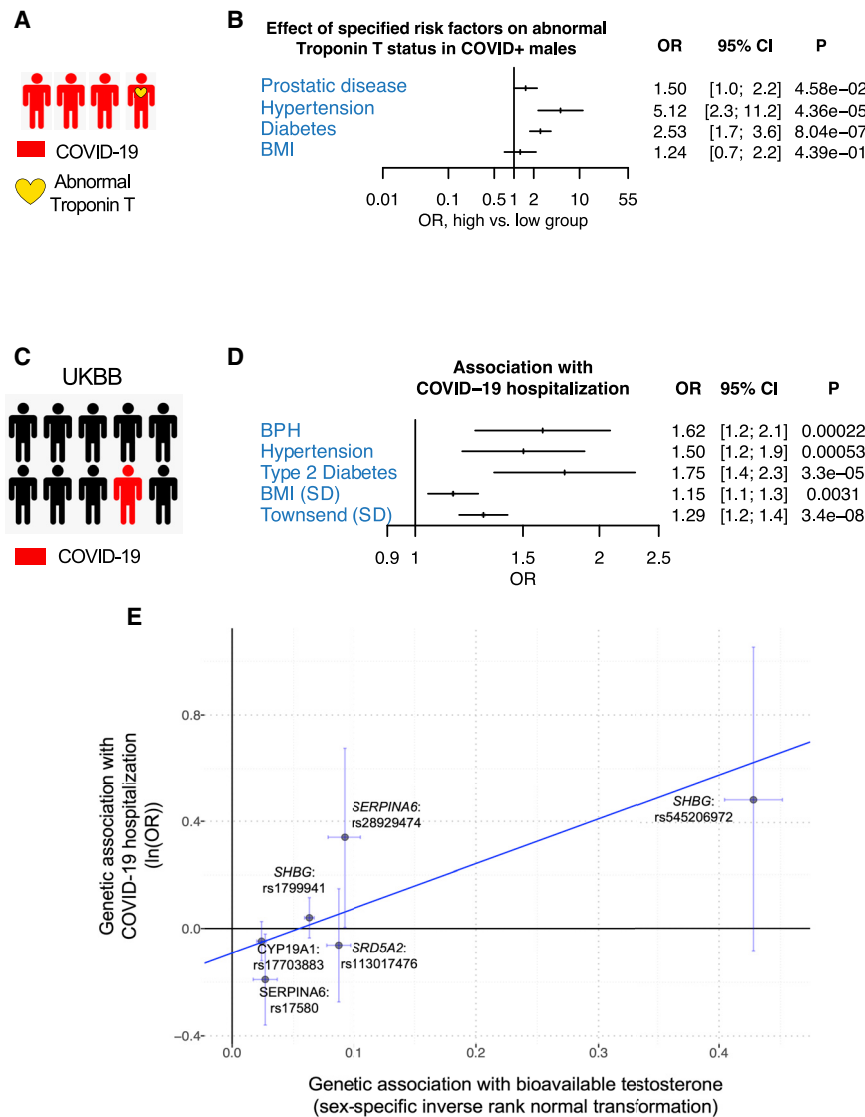 A
COVID-19
Abnormal
Troponin T
B
Effect of specified risk factors on abnormal
Troponin T status in COVID+ males
OR 95% CI P
Prostatic disease 1.50 [1.0; 2.2] 4.58e−02
Hypertension 5.12 [2.3; 11.2] 4.36e−05
Diabetes 2.53 [1.7; 3.6] 8.04e−07
BMI 1.24 [0.7; 2.2] 4.39e−01
0.01 0.1 0.5 1 2 10 55
OR, high vs. low group
C
UKBB
COVID-19
D
Association with
COVID−19 hospitalization
OR 95% CI P
BPH 1.62 [1.2; 2.1] 0.00022
Hypertension 1.50 [1.2; 1.9] 0.00053
Type 2 Diabetes 1.75 [1.4; 2.3] 3.3e−05
BMI (SD) 1.15 [1.1; 1.3] 0.0031
Townsend (SD) 1.29 [1.2; 1.4] 3.4e−08
0.9 1 1.5 2 2.5
OR
E
Genetic association with
COVID-19 hospitalization
(ln(OR))
0.8
0.4
0.0
−0.4
SERPINA6:
rs28929474
SHBG:
rs545206972
SHBG:
rs1799941
CYP19A1:
rs17703883
SRD5A2:
rs113017476
SERPINA6:
rs17580
0.0 0.1 0.2 0.3 0.4
Genetic association with bioavailable testosterone
(sex-specific inverse rank normal transformation)